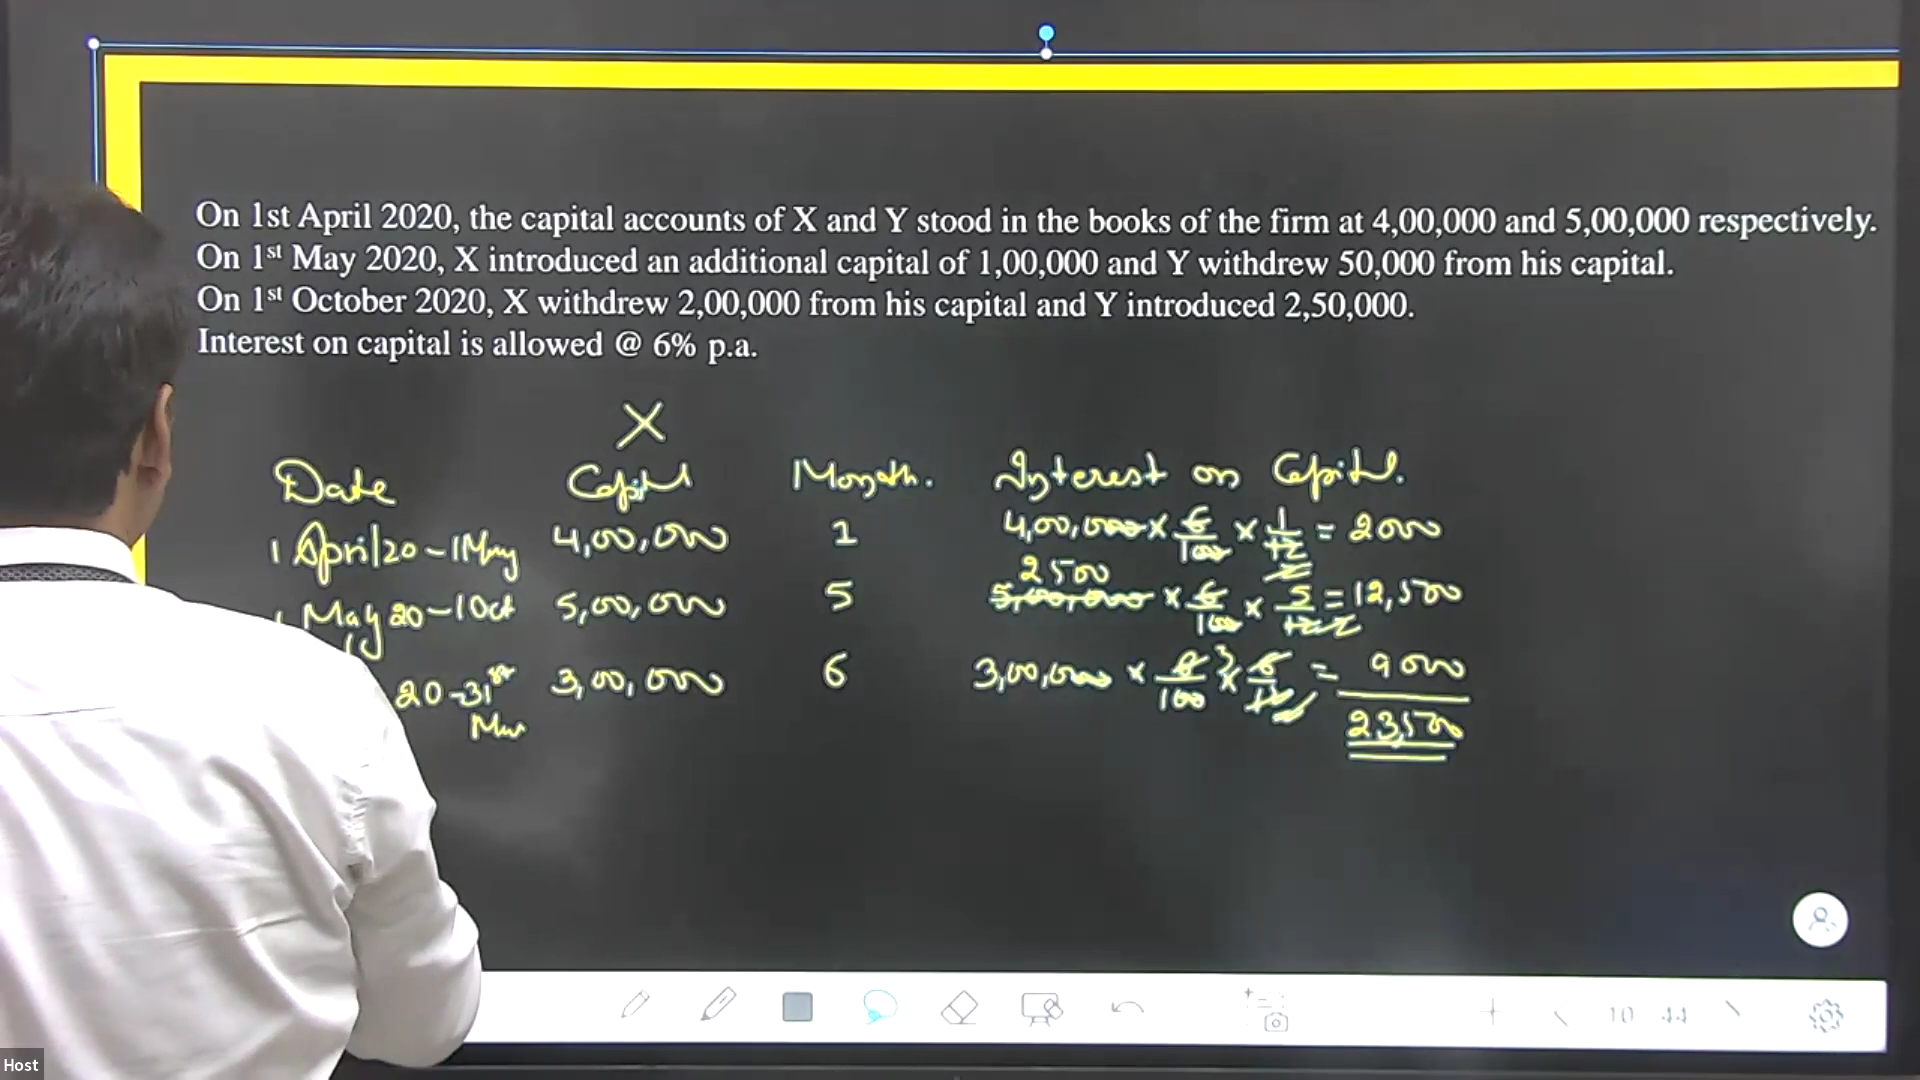 On 1st April 2020, the capital accounts of X and Y stood in the books of the firm at 4,00,000 and 5,00,000 respectively.
On 1st May 2020, X introduced an additional capital of 1,00,000 and Y withdrew 50,000 from his capital.
On 1st October 2020, X withdrew 2,00,000 from his capital and Y introduced 2,50,000.
Interest on capital is allowed @ 6% p.a.
X
Date Capital Month. Interest on Capital.
1 April/20 - 1 May 4,00,000 1 4,00,000 × 6/100 × 1/12 = 2000
2500
1 May 20 - 1 Oct 5,00,000 5 5,00,000 × 6/100 × 5/12 = 12,500
20 - 31st 3,00,000 6 3,00,000 × 6/100 × 6/12 = 9000
Mar
23,500
10 44
Host